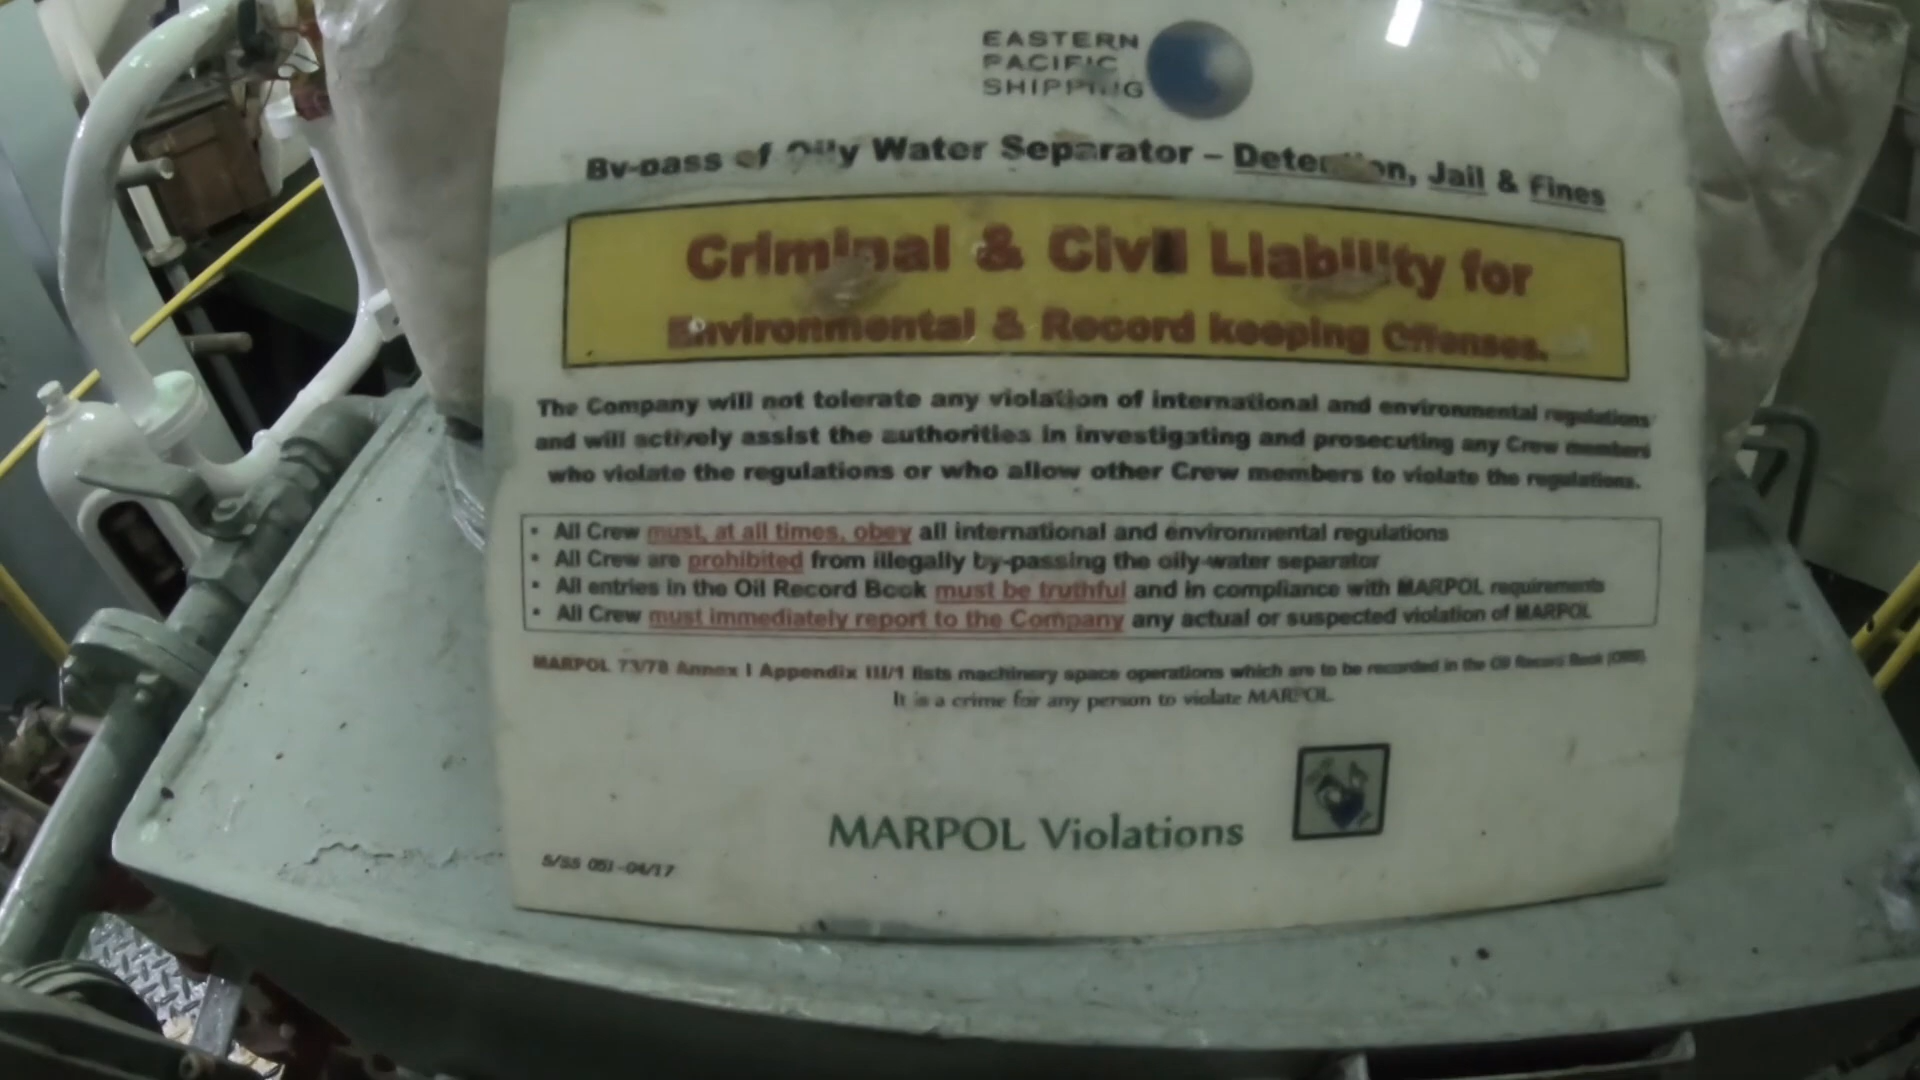 EASTERN
PACIFIC
SHIPPING
By-pass of Oily Water Separator – Detention, Jail & Fines
Criminal & Civil Liability for
Environmental & Record keeping Offenses.
The Company will not tolerate any violation of international and environmental regulations
and will actively assist the authorities in investigating and prosecuting any Crew members
who violate the regulations or who allow other Crew members to violate the regulations.
• All Crew must, at all times, obey all international and environmental regulations
• All Crew are prohibited from illegally by-passing the oily-water separator
• All entries in the Oil Record Book must be truthful and in compliance with MARPOL requirements
• All Crew must immediately report to the Company any actual or suspected violation of MARPOL
MARPOL 73/78 Annex I Appendix III/1 lists machinery space operations which are to be recorded in the Oil Record Book (ORB).
It is a crime for any person to violate MARPOL.
MARPOL Violations
S/SS 051-04/17